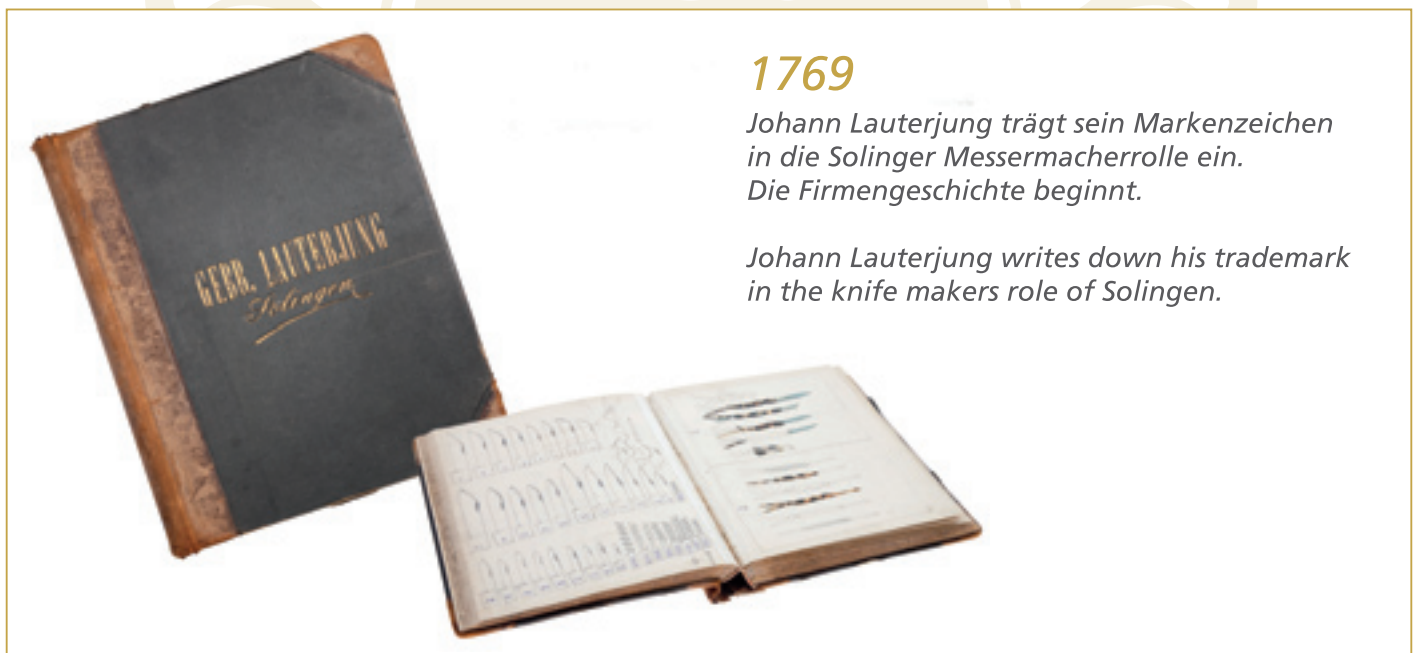 GEBR. LAUTERJUNG
Solingen
1769
Johann Lauterjung trägt sein Markenzeichen
in die Solinger Messermacherrolle ein.
Die Firmengeschichte beginnt.
Johann Lauterjung writes down his trademark
in the knife makers role of Solingen.